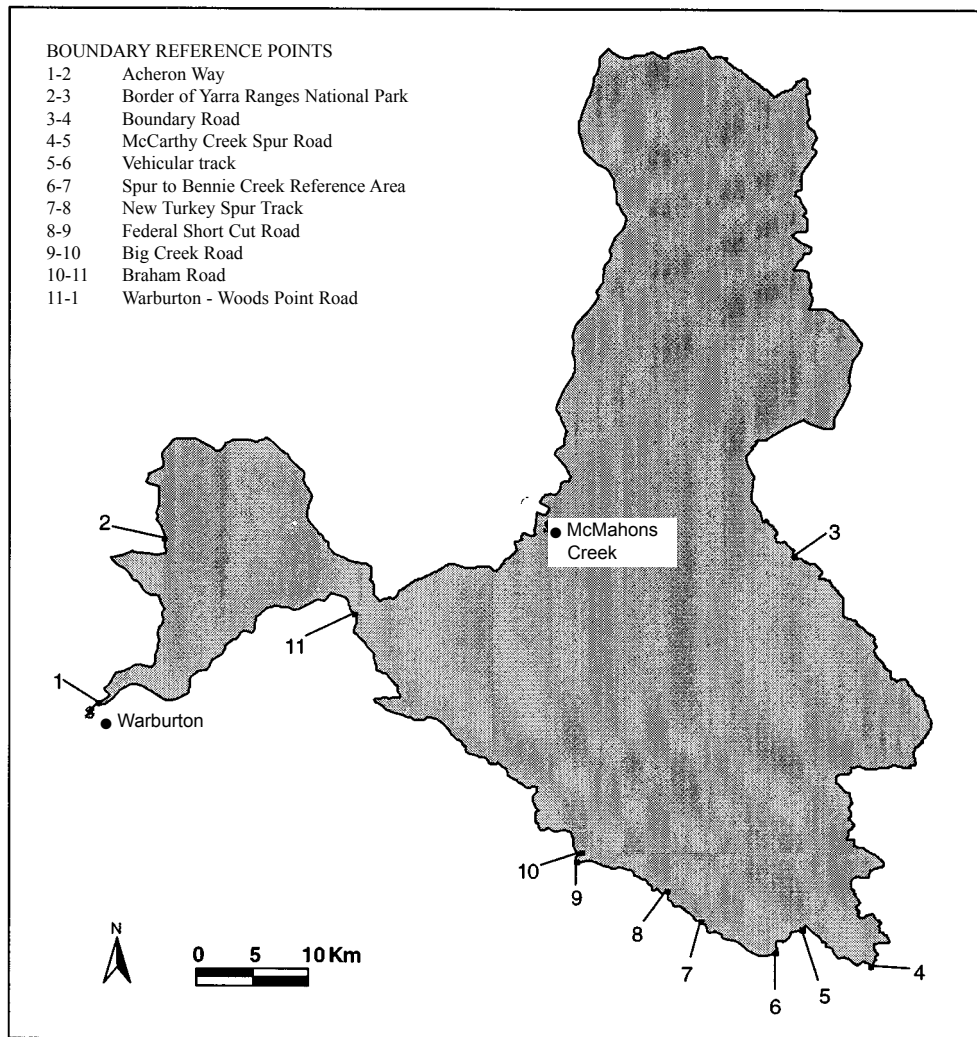 BOUNDARY REFERENCE POINTS
1-2 Acheron Way
2-3 Border of Yarra Ranges National Park
3-4 Boundary Road
4-5 McCarthy Creek Spur Road
5-6 Vehicular track
6-7 Spur to Bennie Creek Reference Area
7-8 New Turkey Spur Track
8-9 Federal Short Cut Road
9-10 Big Creek Road
10-11 Braham Road
11-1 Warburton - Woods Point Road
2
McMahons
Creek
3
11
1
Warburton
10
9
8
7
6
5
4
N
0 5 10 Km